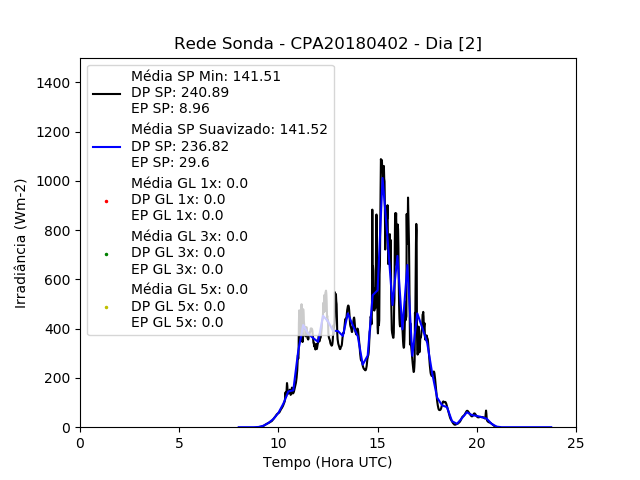 Rede Sonda - CPA20180402 - Dia [2]
Média SP Min: 141.51
DP SP: 240.89
EP SP: 8.96
Média SP Suavizado: 141.52
DP SP: 236.82
EP SP: 29.6
Média GL 1x: 0.0
DP GL 1x: 0.0
EP GL 1x: 0.0
Média GL 3x: 0.0
DP GL 3x: 0.0
EP GL 3x: 0.0
Média GL 5x: 0.0
DP GL 5x: 0.0
EP GL 5x: 0.0
Irradiância (Wm-2)
1400
1200
1000
800
600
400
200
0
0 5 10 15 20 25
Tempo (Hora UTC)